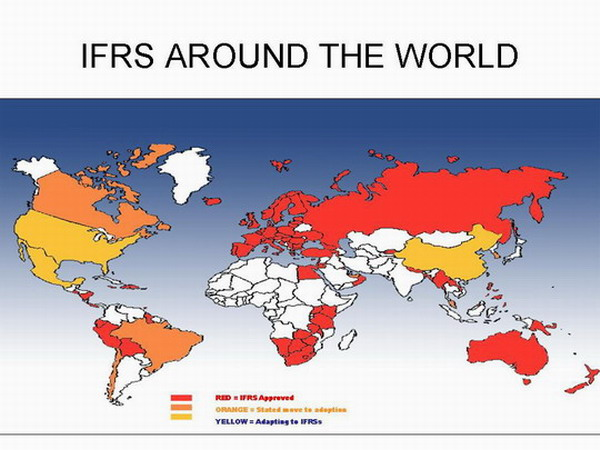 IFRS AROUND THE WORLD
RED = IFRS Approved
ORANGE = Stated move to adoption
YELLOW = Adapting to IFRSs